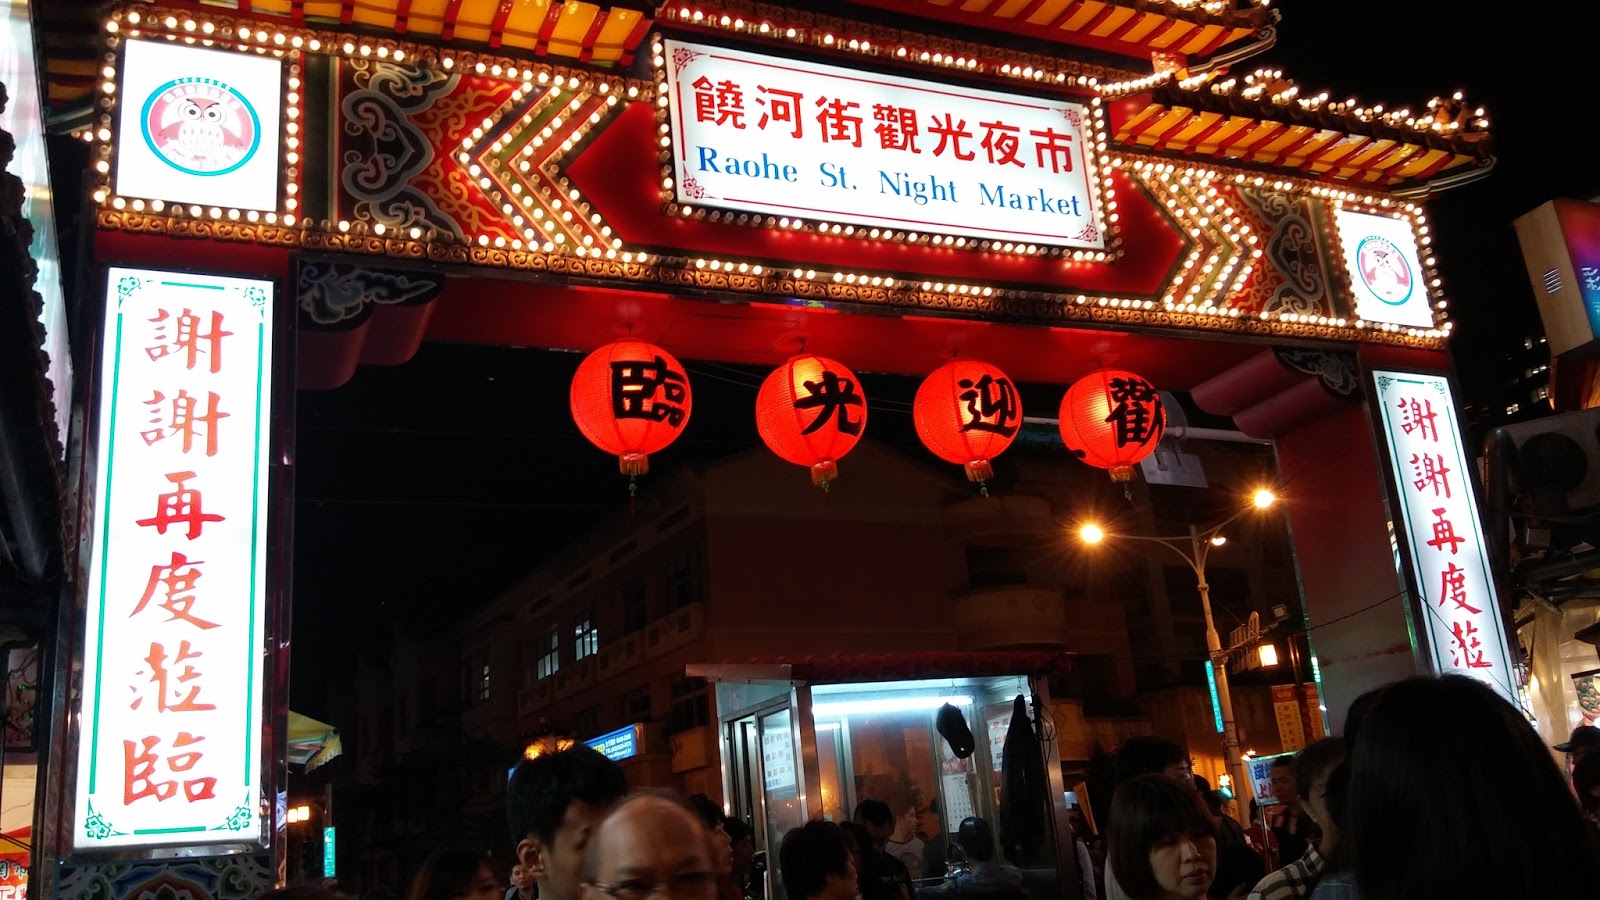 饒河街觀光夜市
Raohe St. Night Market
臨光迎歡
謝謝再度蒞臨
謝謝再度蒞